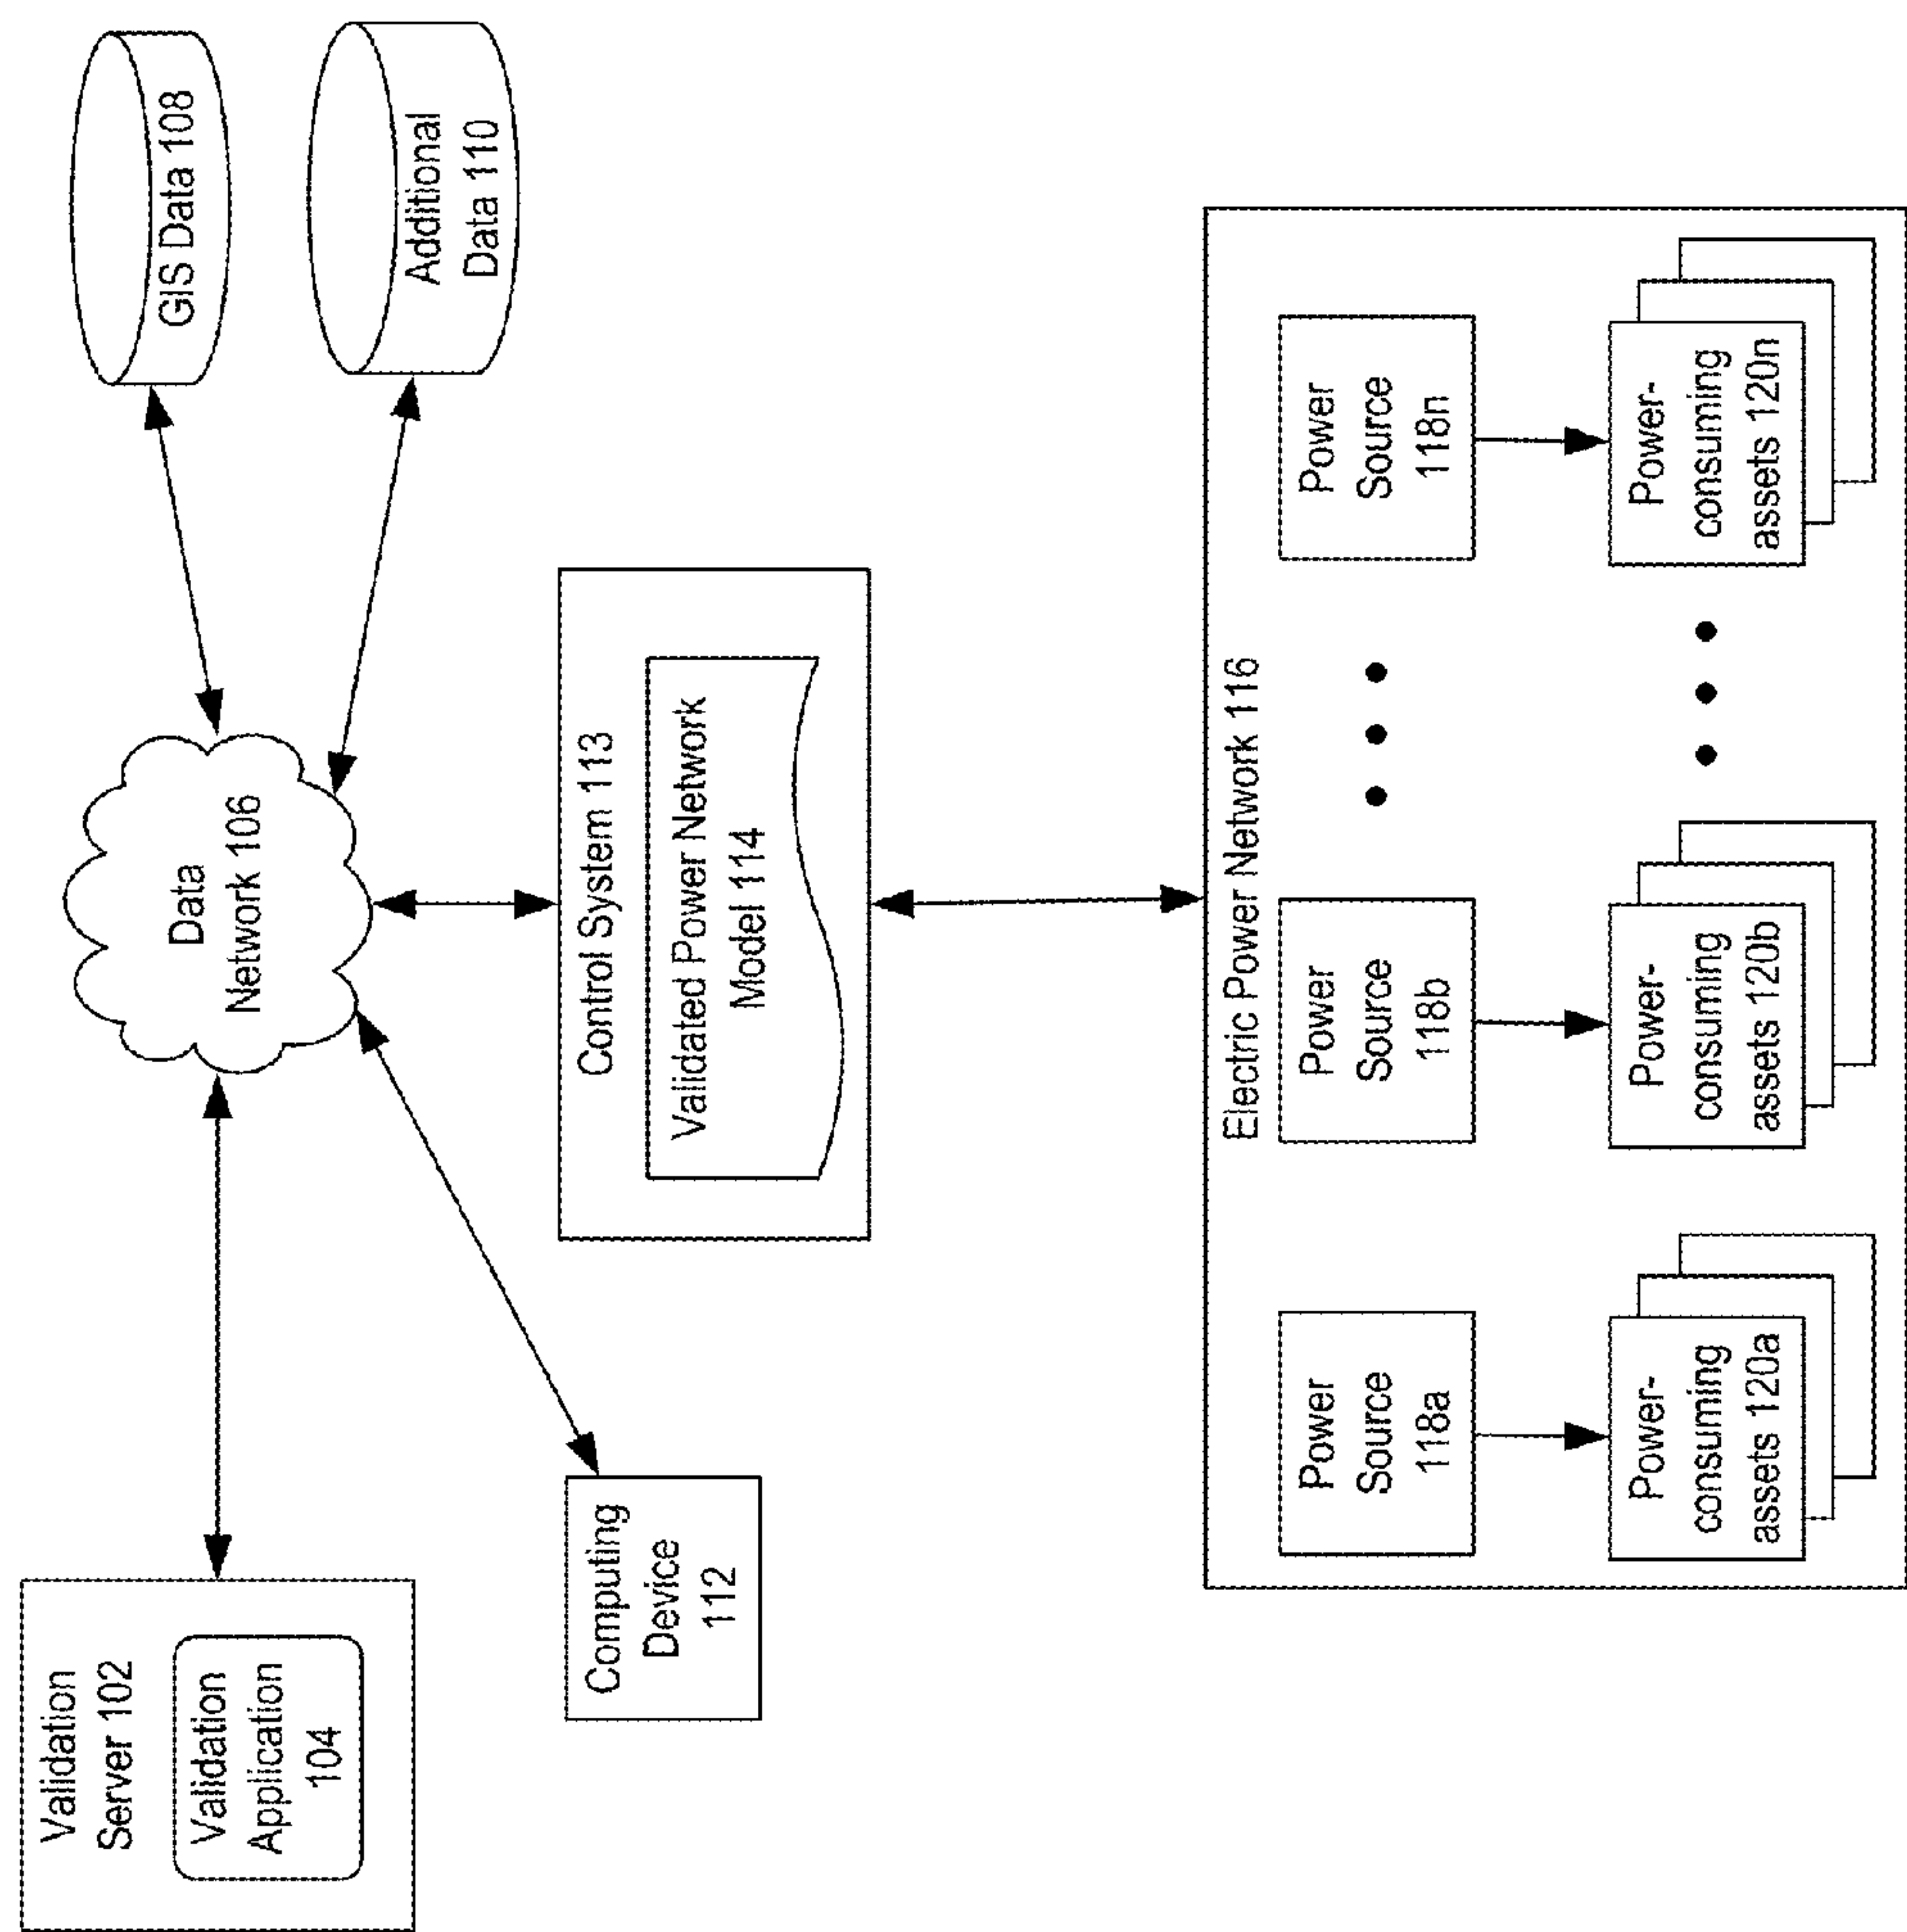 Validation
Server 102
Validation
Application
104
Data
Network 106
GIS Data 108
Additional
Data 110
Computing
Device
112
Control System 113
Validated Power Network
Model 114
Electric Power Network 116
Power
Source
118a
Power
Source
118b
Power
Source
118n
Power-
consuming
assets 120a
Power-
consuming
assets 120b
Power-
consuming
assets 120n